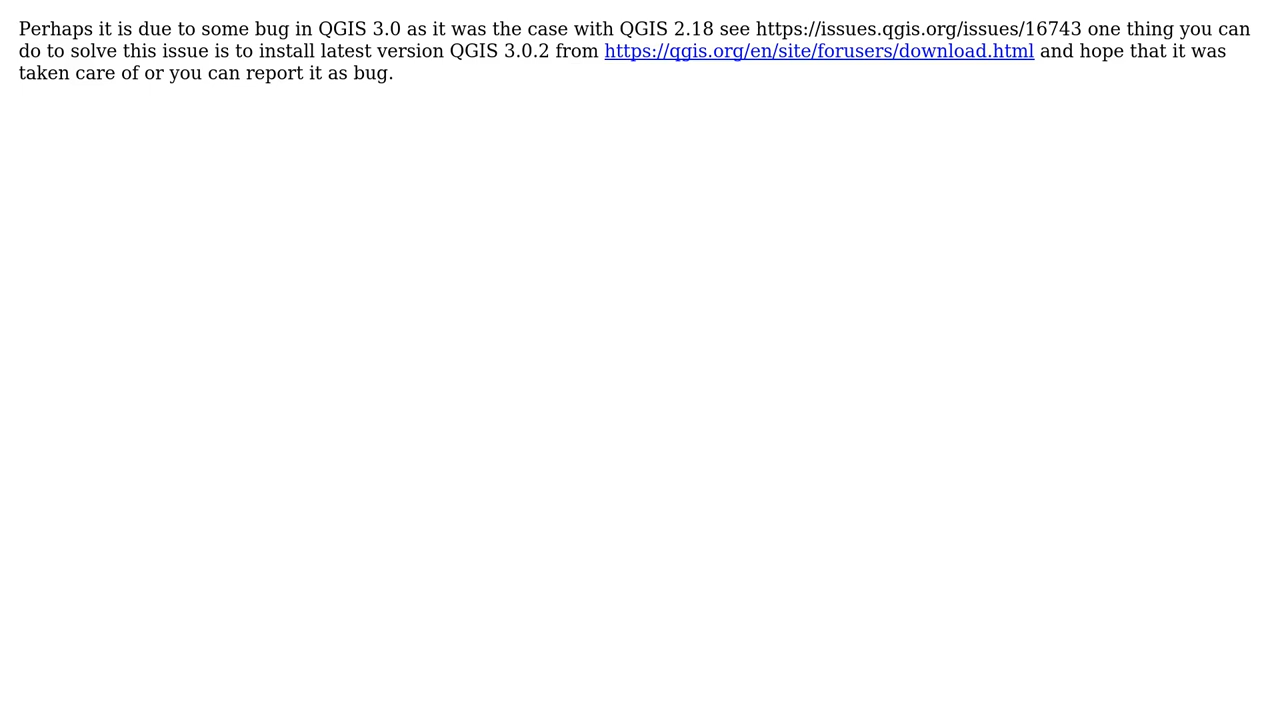 Perhaps it is due to some bug in QGIS 3.0 as it was the case with QGIS 2.18 see https://issues.qgis.org/issues/16743 one thing you can
do to solve this issue is to install latest version QGIS 3.0.2 from https://qgis.org/en/site/forusers/download.html and hope that it was
taken care of or you can report it as bug.